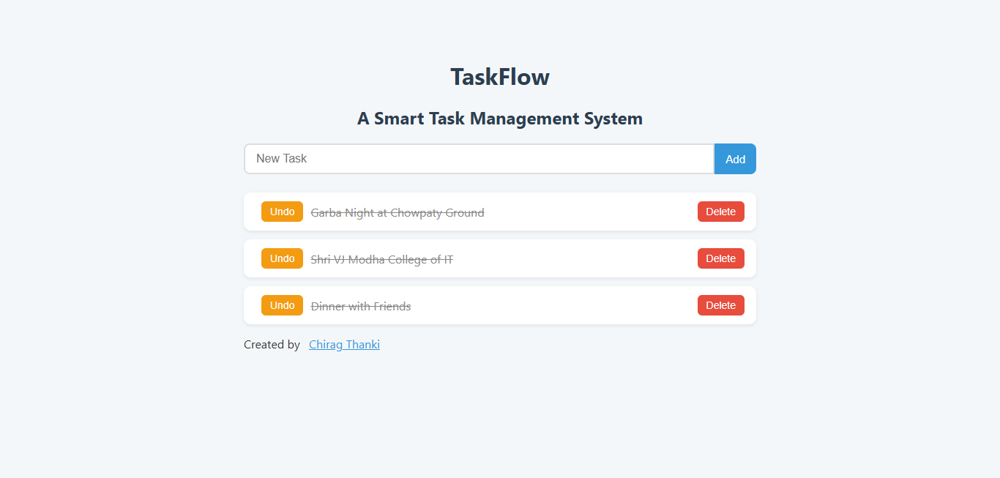 TaskFlow
A Smart Task Management System
New Task Add
Undo Garba Night at Chowpaty Ground Delete
Undo Shri VJ Modha College of IT Delete
Undo Dinner with Friends Delete
Created by Chirag Thanki